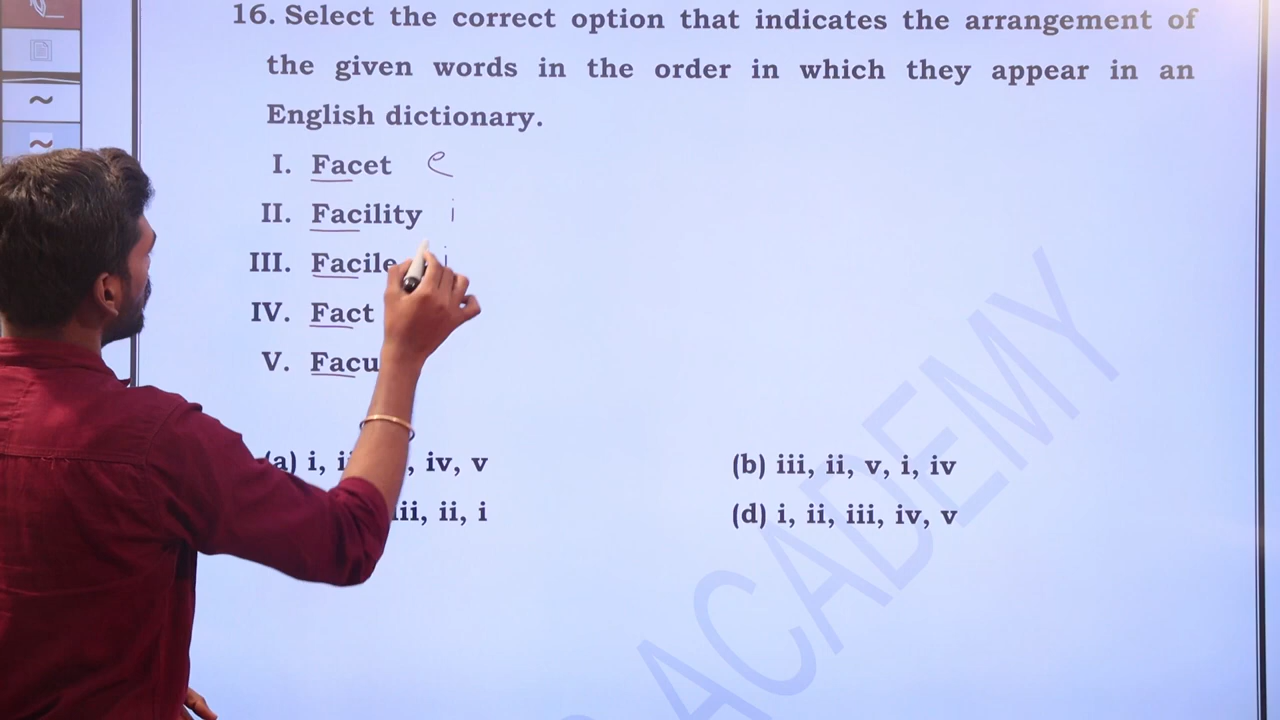 16. Select the correct option that indicates the arrangement of
the given words in the order in which they appear in an
English dictionary.
I. Facet e
II. Facility i
III. Facile i
IV. Fact
V.
(a) i, , iv, v
(b) iii, ii, v, i, iv
ii, i
(d) i, ii, iii, iv, v
ACADEMY